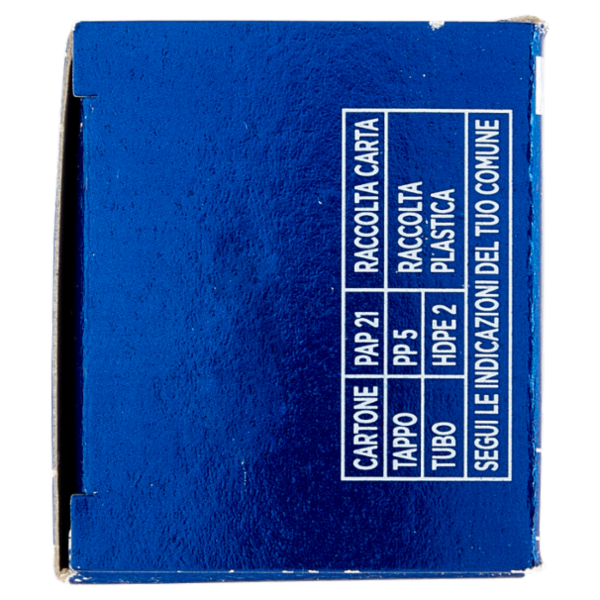 CARTONE PAP 21 RACCOLTA CARTA
TAPPO PP 5 RACCOLTA
TUBO HDPE 2 PLASTICA
SEGUI LE INDICAZIONI DEL TUO COMUNE